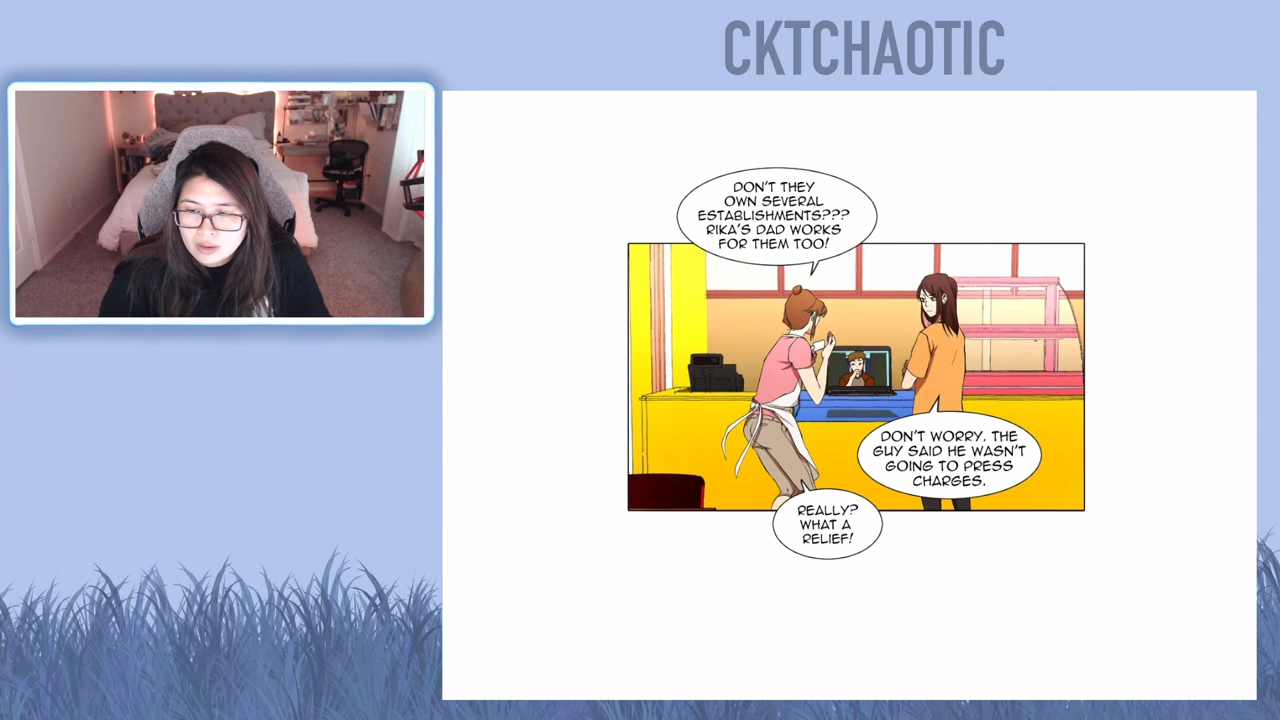 CKTCHAOTIC
DON'T THEY
OWN SEVERAL
ESTABLISHMENTS???
RIKA'S DAD WORKS
FOR THEM TOO!
DON'T WORRY. THE
GUY SAID HE WASN'T
GOING TO PRESS
CHARGES.
REALLY?
WHAT A
RELIEF!